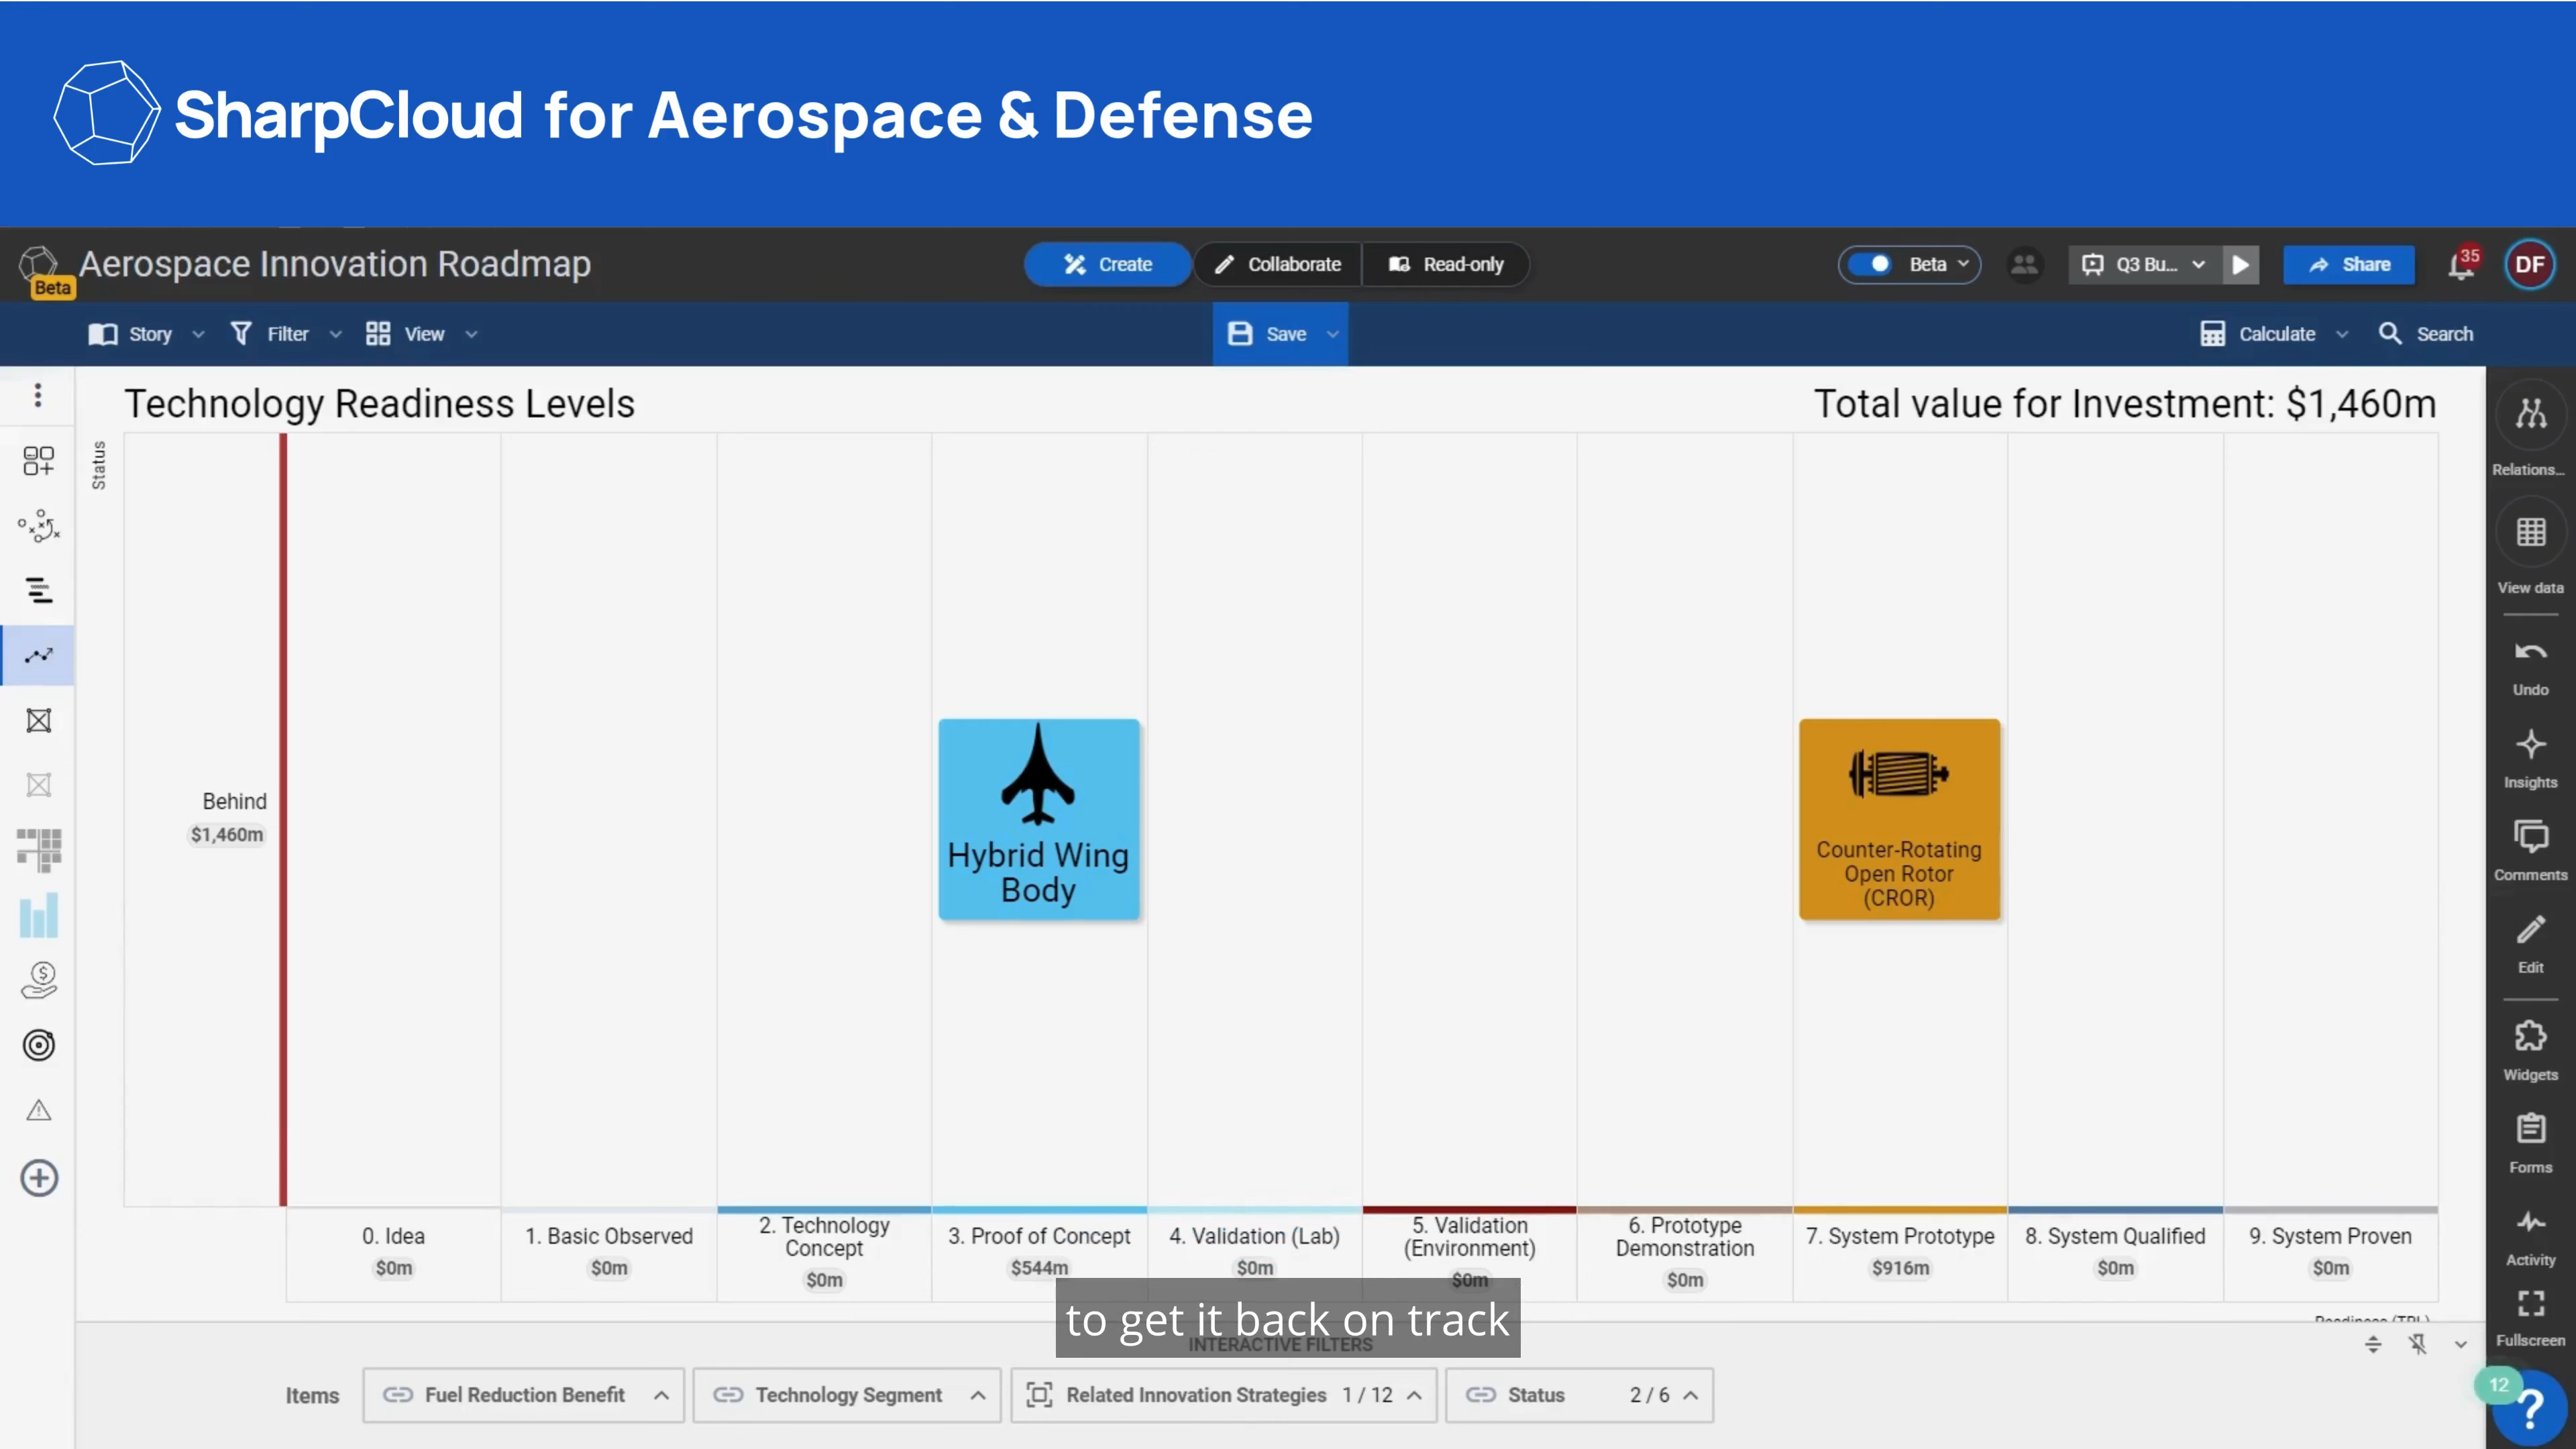 SharpCloud for Aerospace & Defense
Beta
Aerospace Innovation Roadmap
Create
Collaborate
Read-only
Beta
Q3 Bu...
Share
35
DF
Story
Filter
View
Save
Calculate
Search
Technology Readiness Levels
Total value for Investment: $1,460m
Status
Behind
$1,460m
Hybrid Wing
Body
Counter-Rotating
Open Rotor
(CROR)
0. Idea
$0m
1. Basic Observed
$0m
2. Technology
Concept
$0m
3. Proof of Concept
$544m
4. Validation (Lab)
$0m
5. Validation
(Environment)
$0m
6. Prototype
Demonstration
$0m
7. System Prototype
$916m
8. System Qualified
$0m
9. System Proven
$0m
Readiness (TRL)
to get it back on track
INTERACTIVE FILTERS
Items
Fuel Reduction Benefit
Technology Segment
Related Innovation Strategies 1 / 12
Status 2 / 6
Relations...
View data
Undo
Insights
Comments
Edit
Widgets
Forms
Activity
Fullscreen
12
?